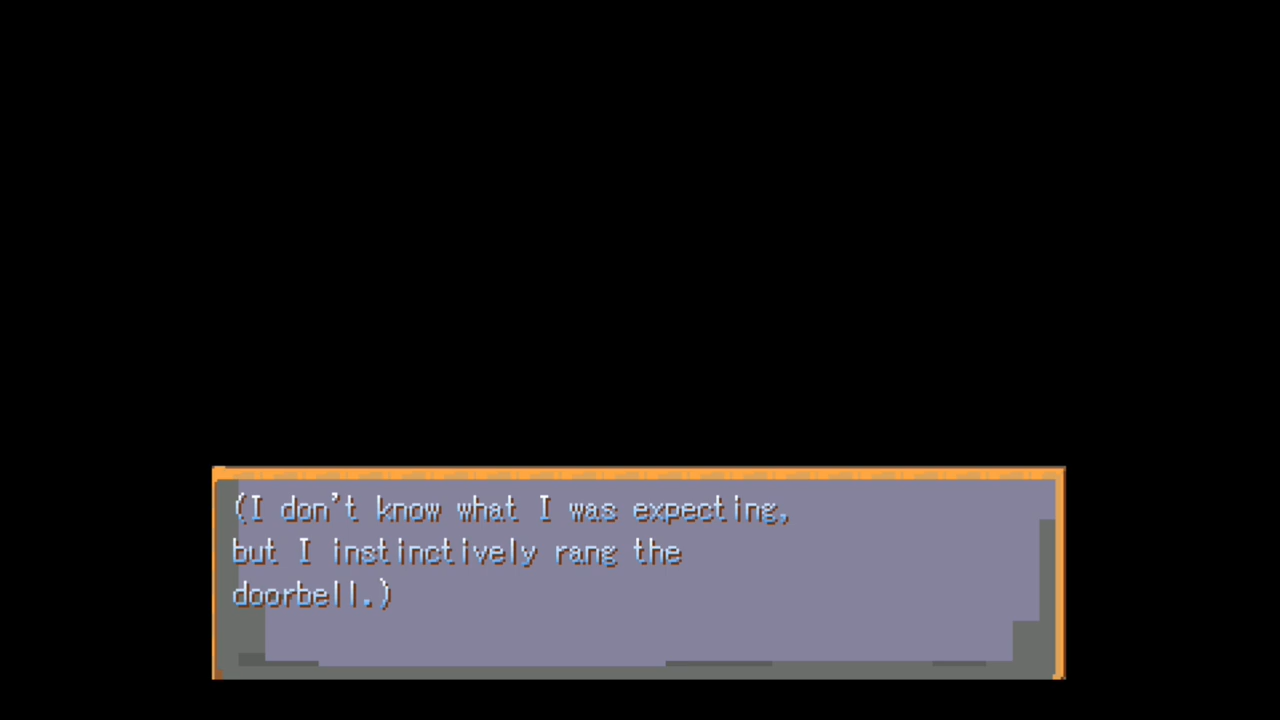 (I don't know what I was expecting,
but I instinctively rang the
doorbell.)